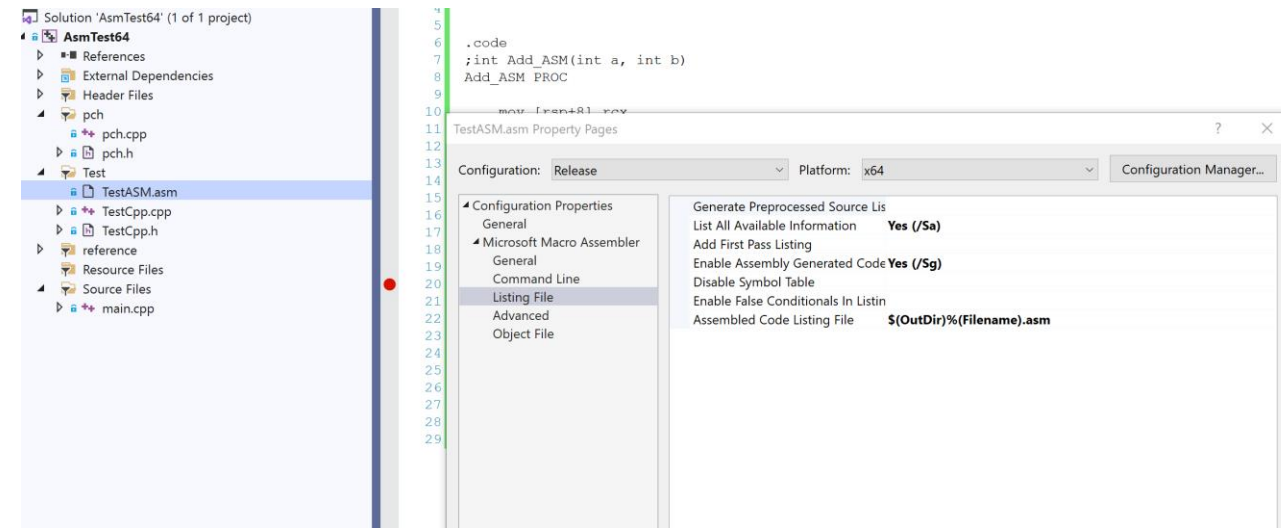 Solution 'AsmTest64' (1 of 1 project)
AsmTest64
References
External Dependencies
Header Files
pch
pch.cpp
pch.h
Test
TestASM.asm
TestCpp.cpp
TestCpp.h
reference
Resource Files
Source Files
main.cpp
4
5
6 .code
7 ;int Add_ASM(int a, int b)
8 Add_ASM PROC
9
10 mov [rsp+8] rcx
11
12
13
14
15
16
17
18
19
20
21
22
23
24
25
26
27
28
29
TestASM.asm Property Pages ? ×
Configuration: Release Platform: x64 Configuration Manager...
Configuration Properties
General
Microsoft Macro Assembler
General
Command Line
Listing File
Advanced
Object File
Generate Preprocessed Source Lis
List All Available Information Yes (/Sa)
Add First Pass Listing
Enable Assembly Generated Code Yes (/Sg)
Disable Symbol Table
Enable False Conditionals In Listin
Assembled Code Listing File $(OutDir)%(Filename).asm